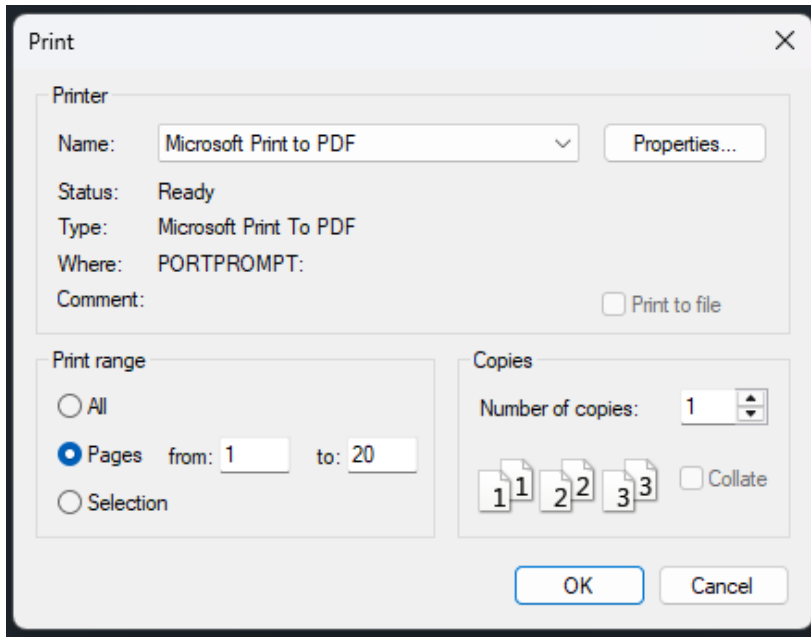 Print
Printer
Name: Microsoft Print to PDF Properties...
Status: Ready
Type: Microsoft Print To PDF
Where: PORTPROMPT:
Comment: Print to file
Print range
All
Pages from: 1 to: 20
Selection
Copies
Number of copies: 1
1 1 2 2 3 3 Collate
OK Cancel